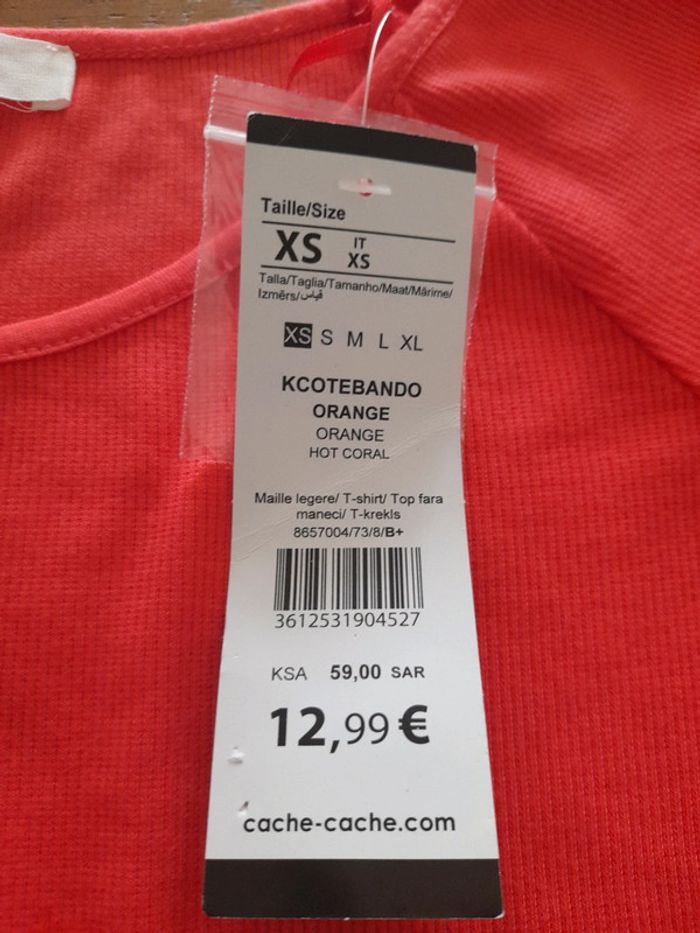 Taille/Size
XS IT XS
Talla/Taglia/Tamanho/Maat/Mărime/
Izmērs/قياس
XS S M L XL
KCOTEBANDO
ORANGE
ORANGE
HOT CORAL
Maille legere/ T-shirt/ Top fara
maneci/ T-krekls
8657004/73/8/B+
3612531904527
KSA 59,00 SAR
12,99 €
cache-cache.com